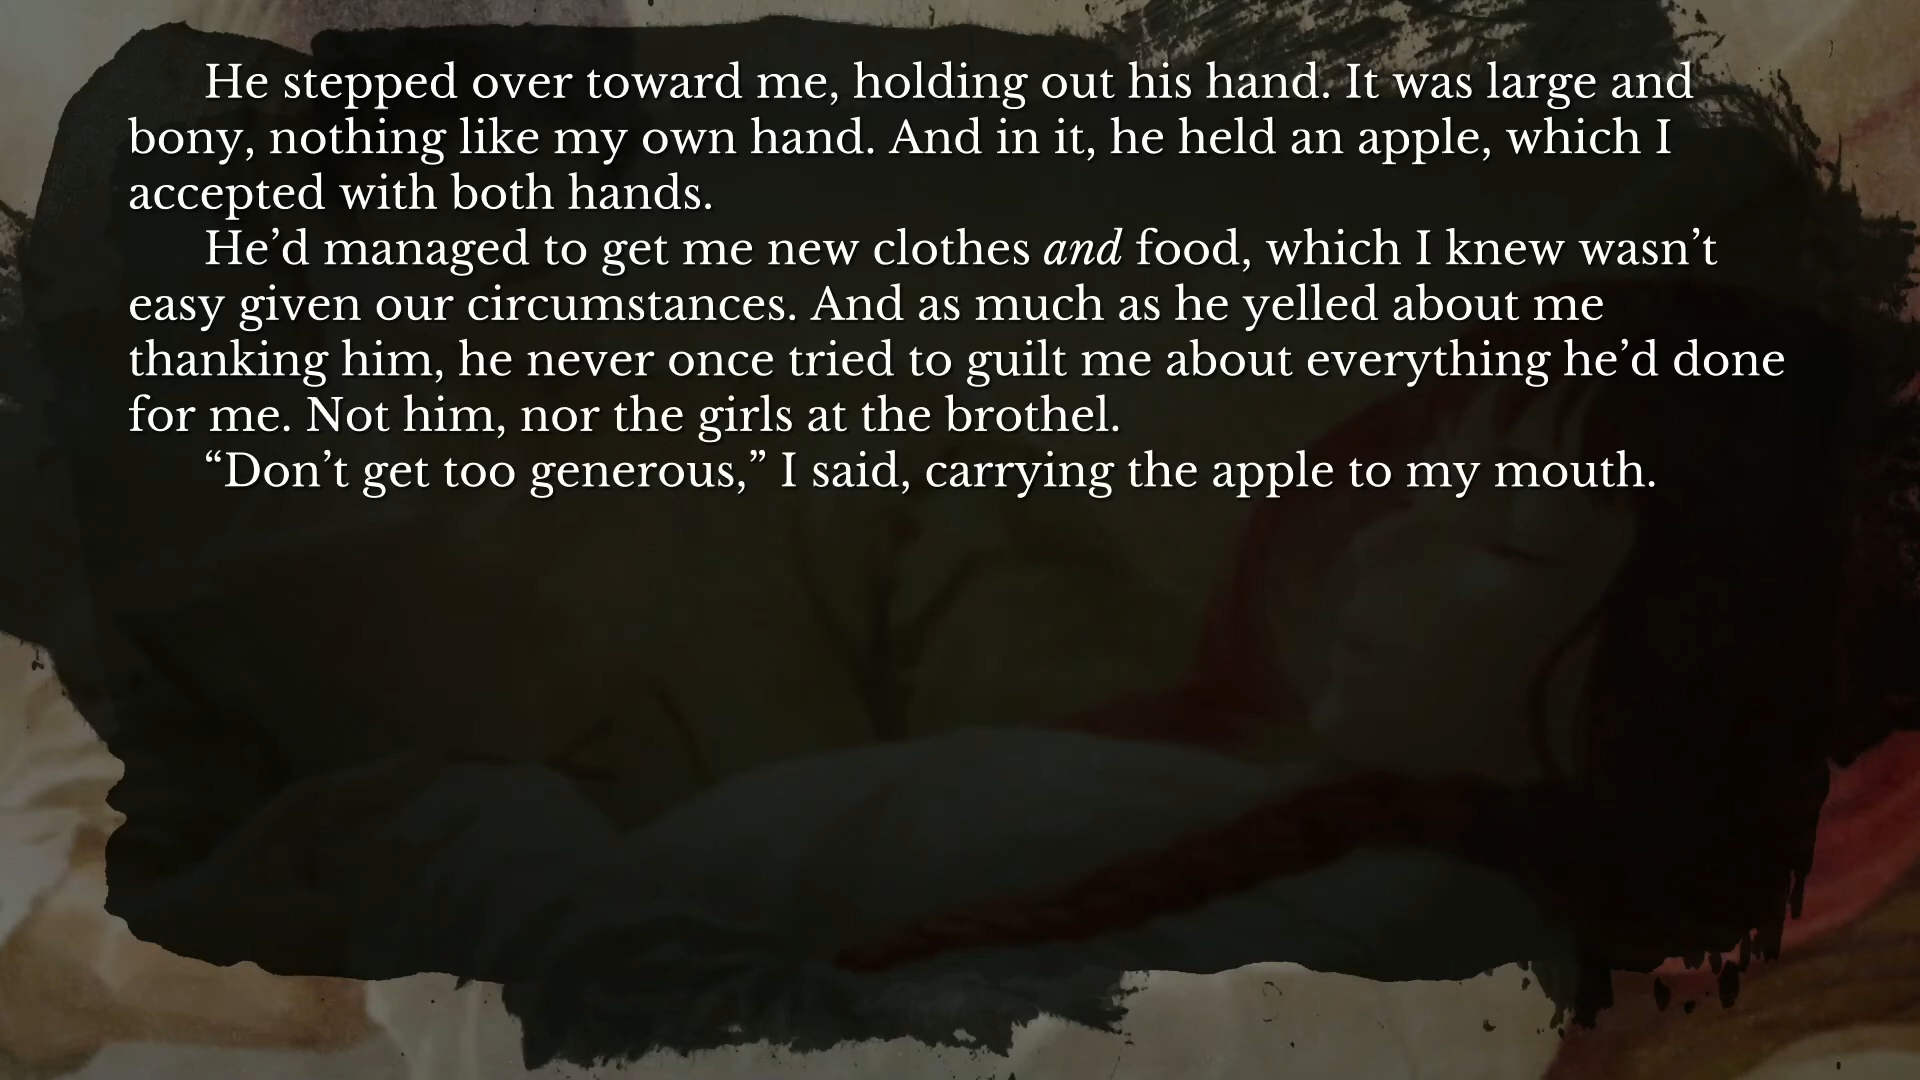 He stepped over toward me, holding out his hand. It was large and
bony, nothing like my own hand. And in it, he held an apple, which I
accepted with both hands.
He’d managed to get me new clothes and food, which I knew wasn’t
easy given our circumstances. And as much as he yelled about me
thanking him, he never once tried to guilt me about everything he’d done
for me. Not him, nor the girls at the brothel.
“Don’t get too generous,” I said, carrying the apple to my mouth.